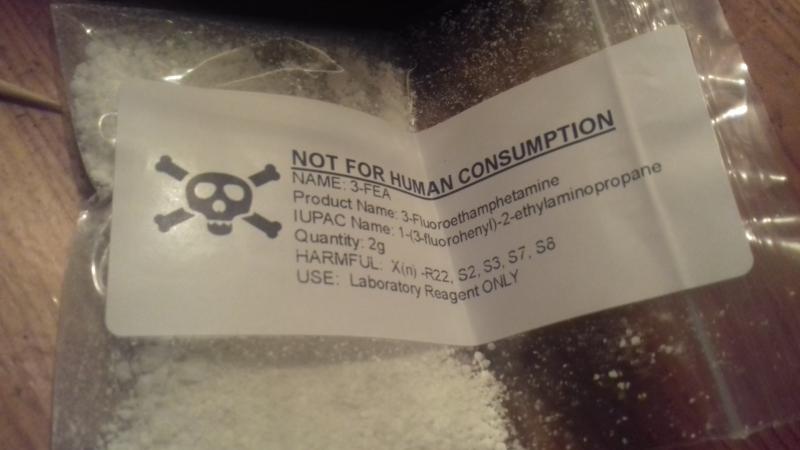 NOT FOR HUMAN CONSUMPTION
NAME: 3-FEA
Product Name: 3-Fluoroethamphetamine
IUPAC Name: 1-(3-fluorohenyl)-2-ethylaminopropane
Quantity: 2g
HARMFUL: X(n) -R22, S2, S3, S7, S8
USE: Laboratory Reagent ONLY